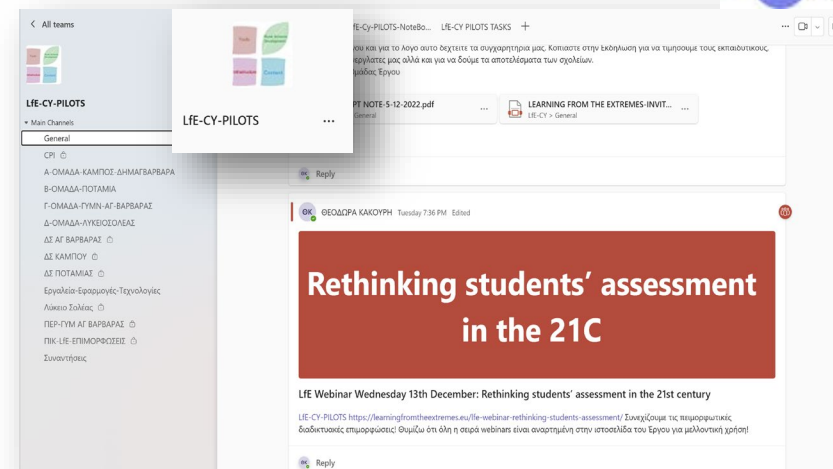 All teams
LfE-CY-PILOTS
Main Channels
General
CPI
Α-ΟΜΑΔΑ-ΚΑΜΠΟΣ-ΔΗΜΑΓΒΑΡΒΑΡΑ
Β-ΟΜΑΔΑ-ΠΟΤΑΜΙΑ
Γ-ΟΜΑΔΑ-ΓΥΜΝ-ΑΓ-ΒΑΡΒΑΡΑΣ
Δ-ΟΜΑΔΑ-ΛΥΚΕΙΟΣΟΛΕΑΣ
ΔΣ ΑΓ ΒΑΡΒΑΡΑΣ
ΔΣ ΚΑΜΠΟΥ
ΔΣ ΠΟΤΑΜΙΑΣ
Εργαλεία-Εφαρμογές-Τεχνολογίες
Λύκειο Σολέας
ΠΕΡ-ΓΥΜ ΑΓ ΒΑΡΒΑΡΑΣ
ΠΙΚ-LfE-ΕΠΙΜΟΡΦΩΣΕΙΣ
Συναντήσεις
LfE-CY-PILOTS
...
fE-Cy-PILOTS-NoteBo... LfE-CY PILOTS TASKS +
και για το λόγο αυτό δεχτείτε τα συγχαρητήρια μας. Κοπιάστε στην Εκδήλωση για να τιμήσουμε τους εκπαιδευτικούς,
μας αλλά και για να δούμε τα αποτελέσματα των σχολείων.
Έργου
PT NOTE-5-12-2022.pdf
General
LEARNING FROM THE EXTREMES-INVIT...
LfE-CY > General
Reply
ΘΚ ΘΕΟΔΩΡΑ ΚΑΚΟΥΡΗ Tuesday 7:36 PM Edited
Rethinking students’ assessment
in the 21C
LfE Webinar Wednesday 13th December: Rethinking students’ assessment in the 21st century
LfE-CY-PILOTS https://learningfromtheextremes.eu/lfe-webinar-rethinking-students-assessment/ Συνεχίζουμε τις πειμορφωτικές
διαδικτυακές επιμορφώσεις! Θυμίζω ότι όλη η σειρά webinars είναι αναρτημένη στην ιστοσελίδα του Έργου για μελλοντική χρήση!
Reply